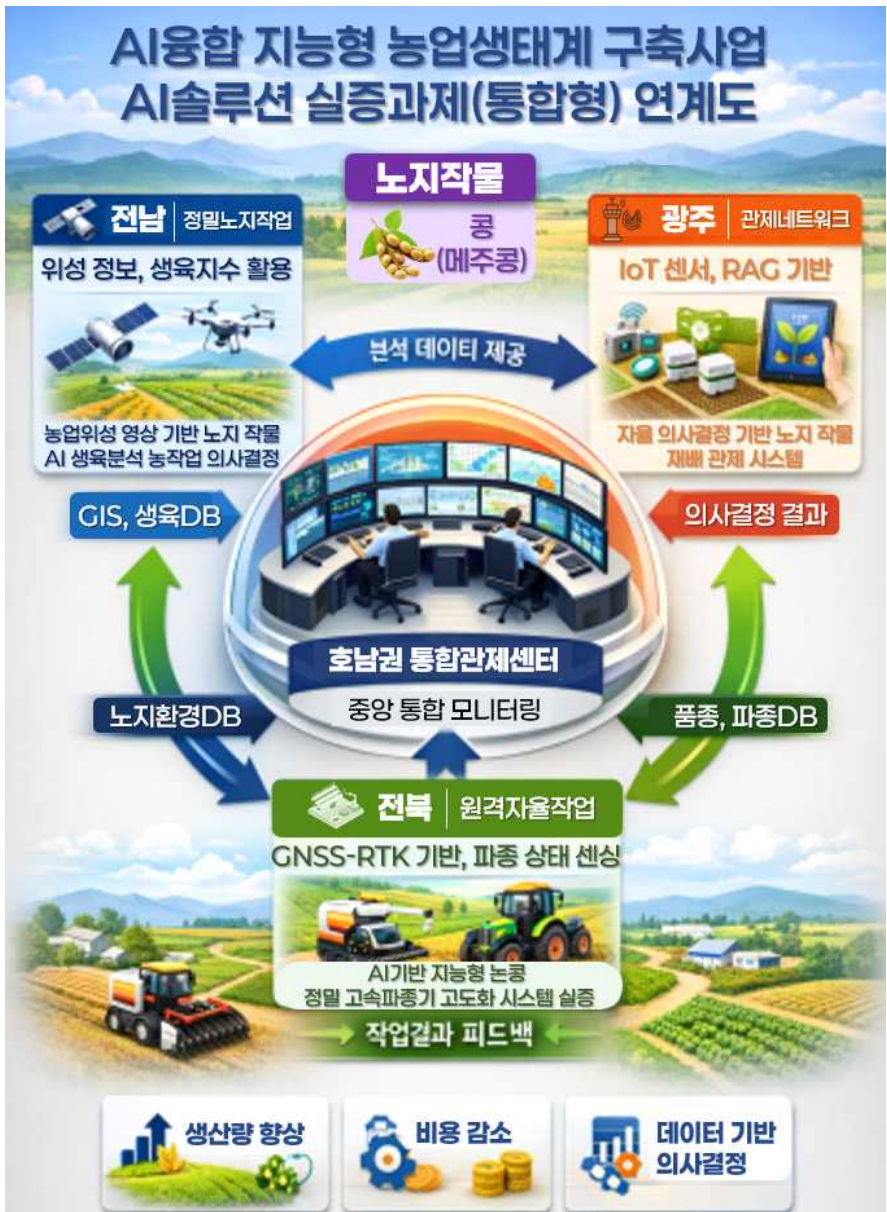 AI융합 지능형 농업생태계 구축사업
AI솔루션 실증과제(통합형) 연계도
노지작물
콩
(메주콩)
전남 정밀노지작업
위성 정보, 생육지수 활용
농업위성 영상 기반 노지 작물
AI 생육분석 농작업 의사결정
광주 관제네트워크
IoT 센서, RAG 기반
자율 의사결정 기반 노지 작물
재배 관제 시스템
분석 데이터 제공
GIS, 생육DB
의사결정 결과
호남권 통합관제센터
중앙 통합 모니터링
노지환경DB
품종, 파종DB
전북 원격자율작업
GNSS-RTK 기반, 파종 상태 센싱
AI기반 지능형 논콩
정밀 고속파종기 고도화 시스템 실증
작업결과 피드백
생산량 향상
비용 감소
데이터 기반
의사결정